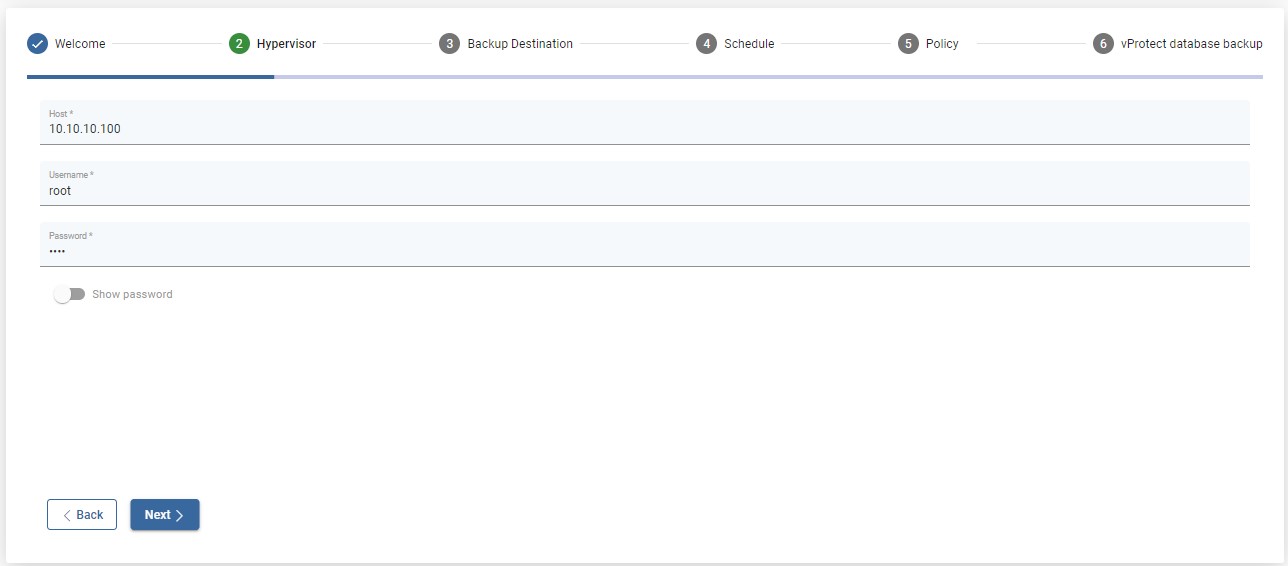 Welcome 2 Hypervisor 3 Backup Destination 4 Schedule 5 Policy 6 vProtect database backup
Host *
10.10.10.100
Username *
root
Password *
••••
Show password
Back Next